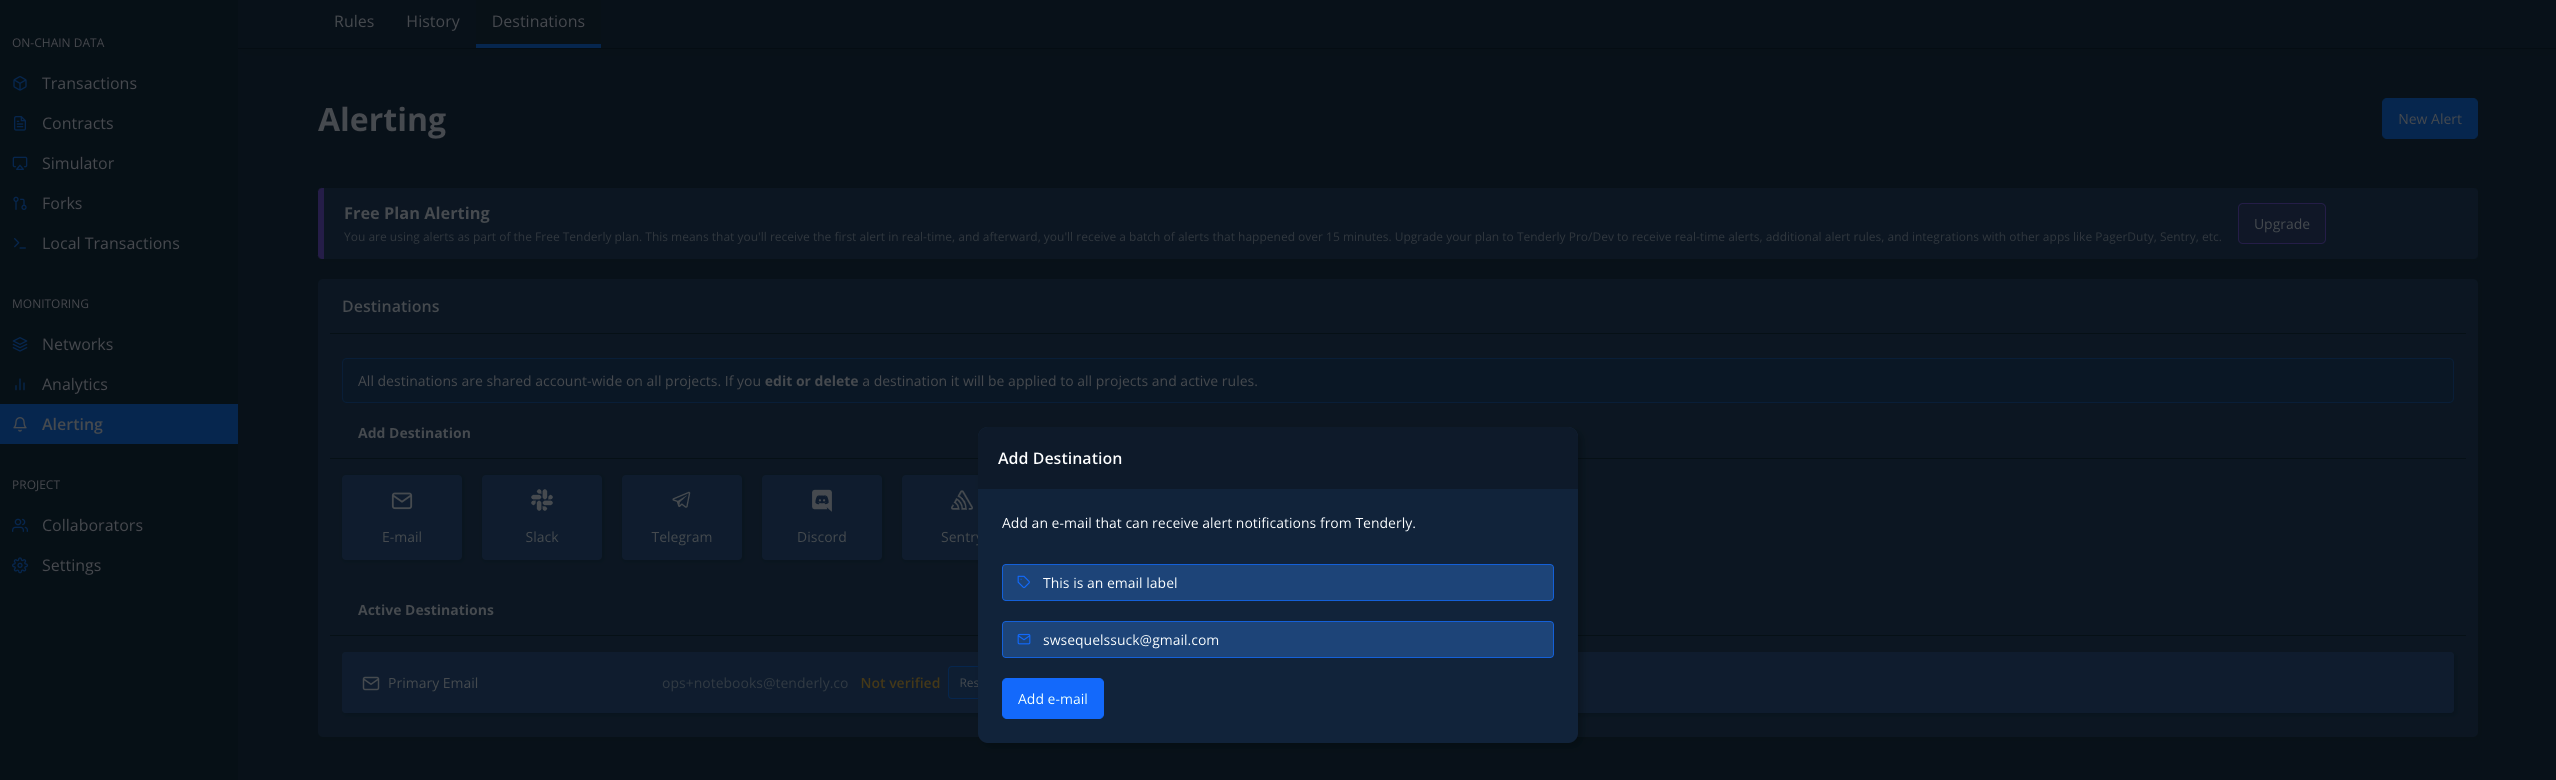 Rules
History
Destinations
ON-CHAIN DATA
Transactions
Contracts
Simulator
Forks
Local Transactions
MONITORING
Networks
Analytics
Alerting
PROJECT
Collaborators
Settings
Alerting
New Alert
Free Plan Alerting
You are using alerts as part of the Free Tenderly plan. This means that you'll receive the first alert in real-time, and afterward, you'll receive a batch of alerts that happened over 15 minutes. Upgrade your plan to Tenderly Pro/Dev to receive real-time alerts, additional alert rules, and integrations with other apps like PagerDuty, Sentry, etc.
Upgrade
Destinations
All destinations are shared account-wide on all projects. If you edit or delete a destination it will be applied to all projects and active rules.
Add Destination
E-mail
Slack
Telegram
Discord
Sentry
Active Destinations
Primary Email
ops+notebooks@tenderly.co
Not verified
Res
Add Destination
Add an e-mail that can receive alert notifications from Tenderly.
This is an email label
swsequelssuck@gmail.com
Add e-mail